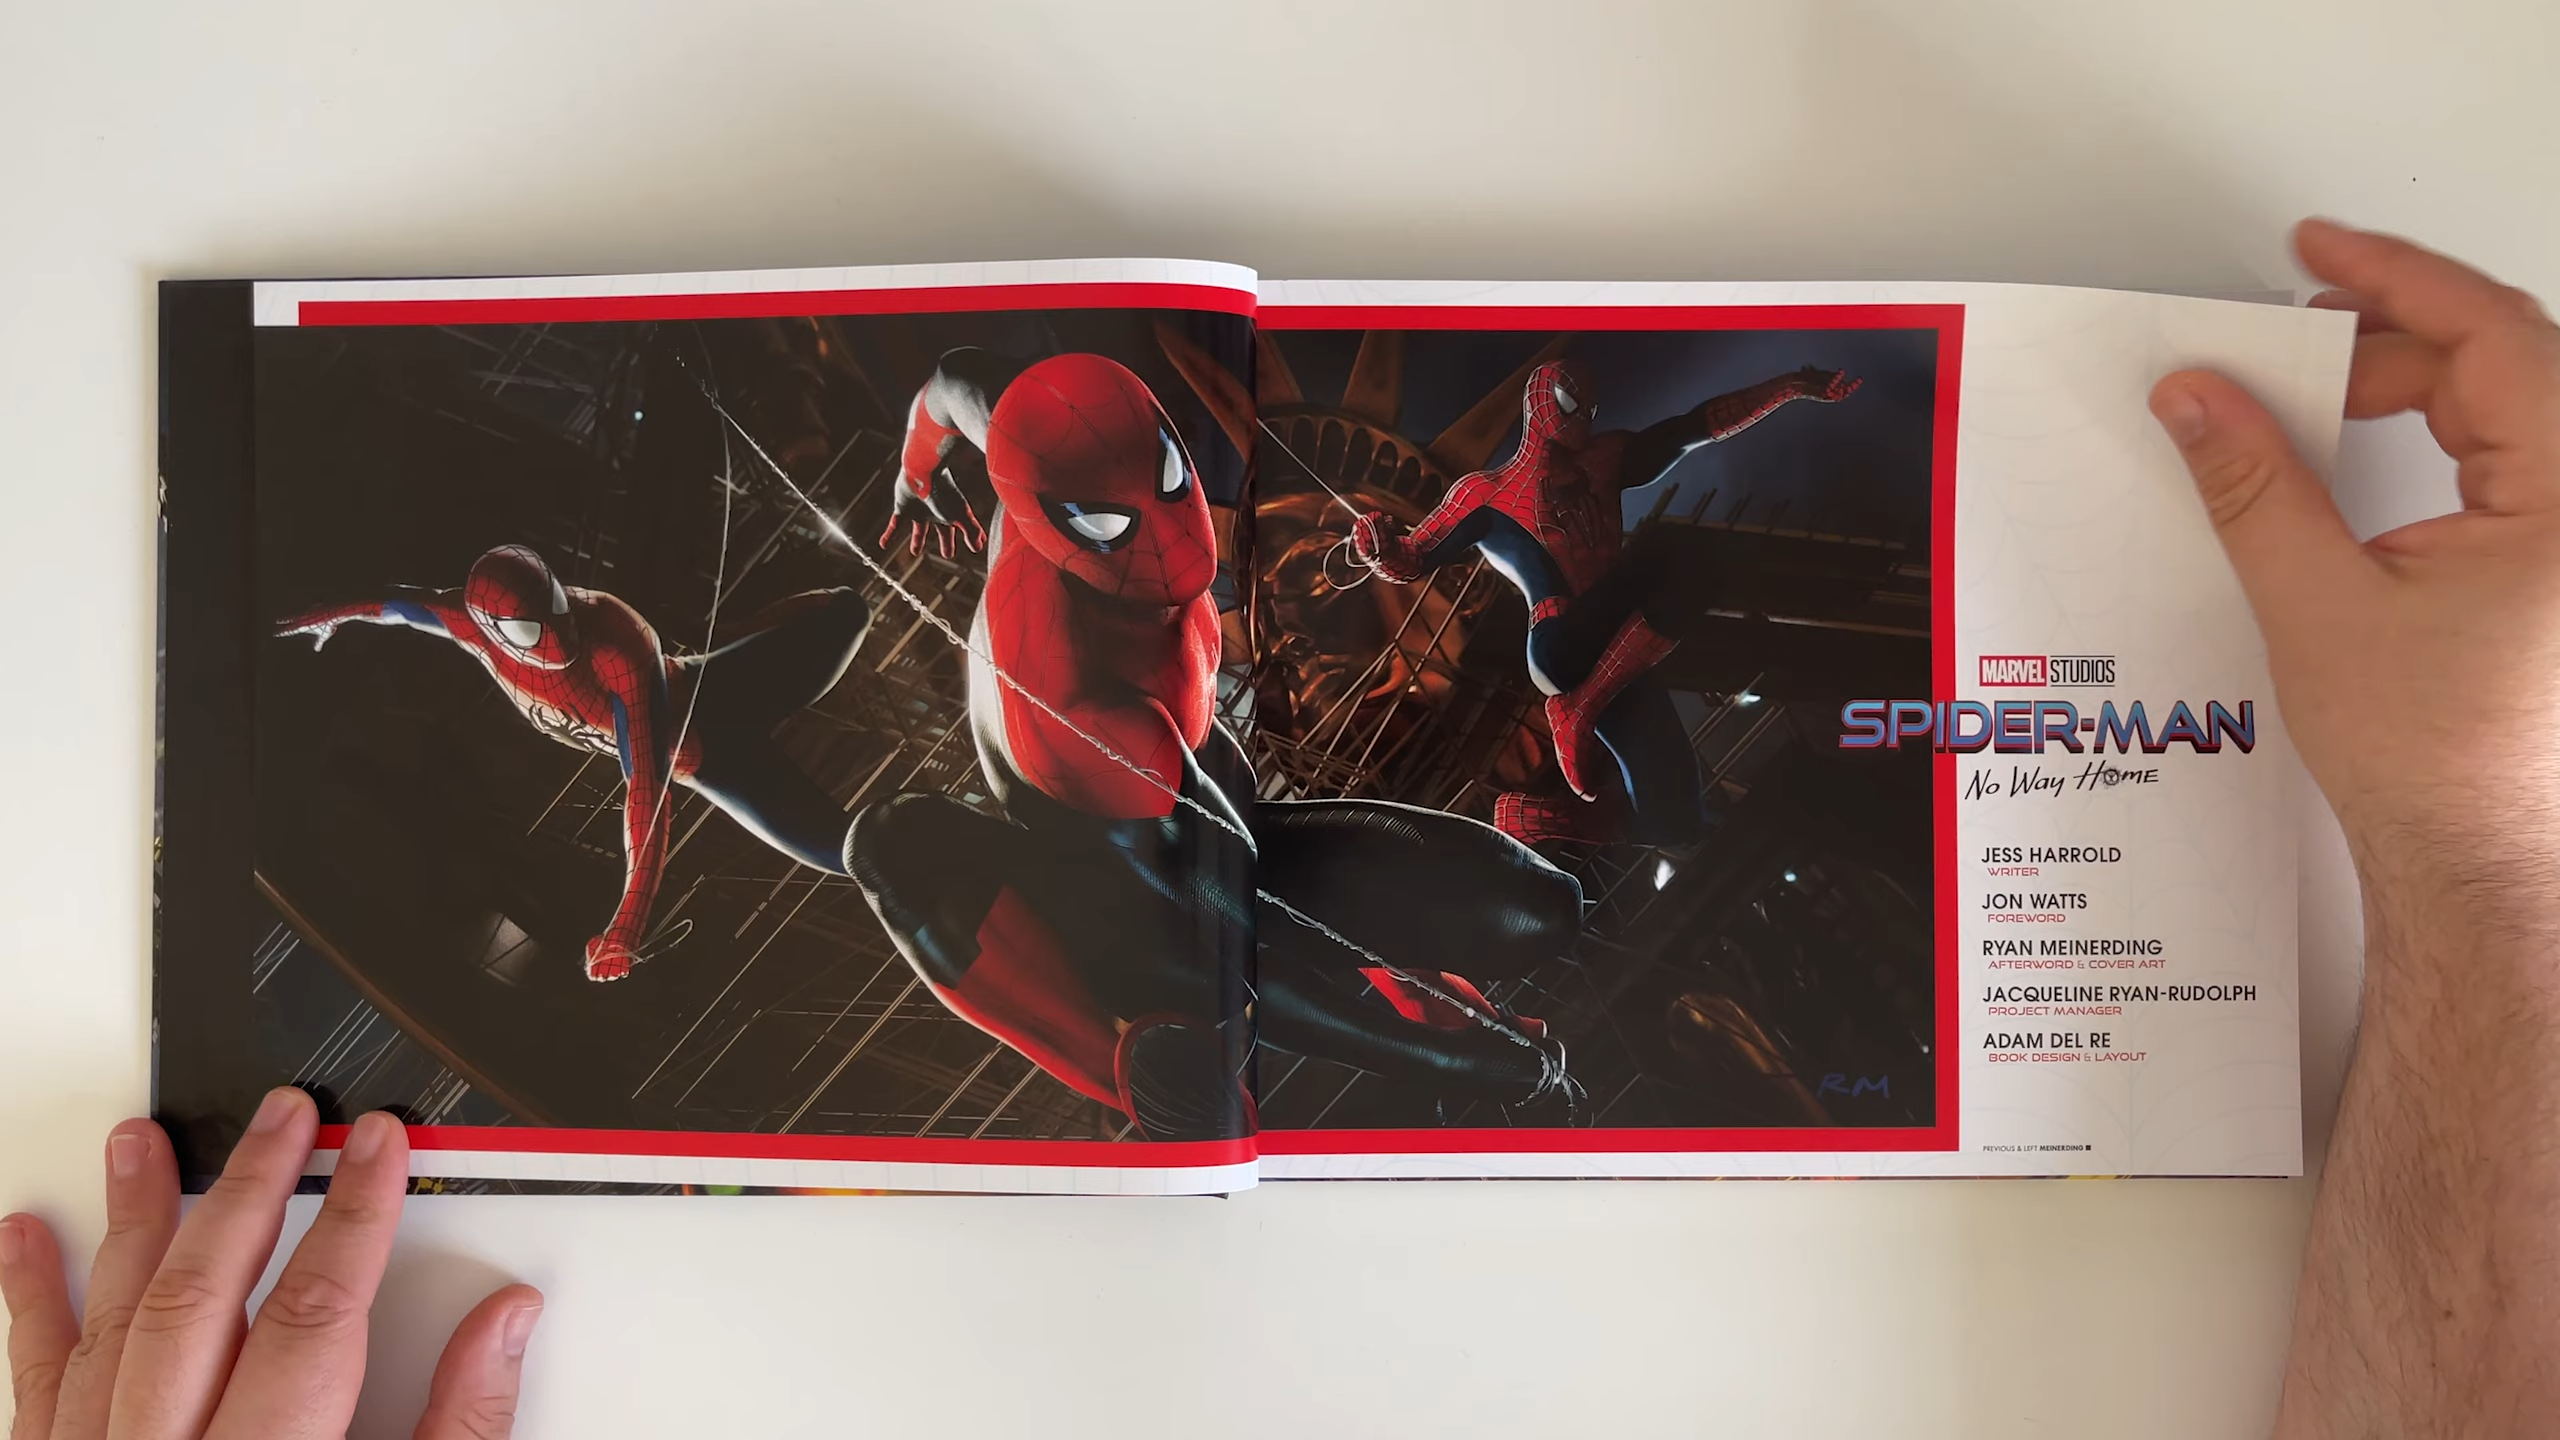 MARVEL STUDIOS
SPIDER-MAN
No Way Home
JESS HARROLD
WRITER
JON WATTS
FOREWORD
RYAN MEINERDING
AFTERWORD & COVER ART
JACQUELINE RYAN-RUDOLPH
PROJECT MANAGER
ADAM DEL RE
BOOK DESIGN & LAYOUT
RM
PREVIOUS & LEFT MEINERDING